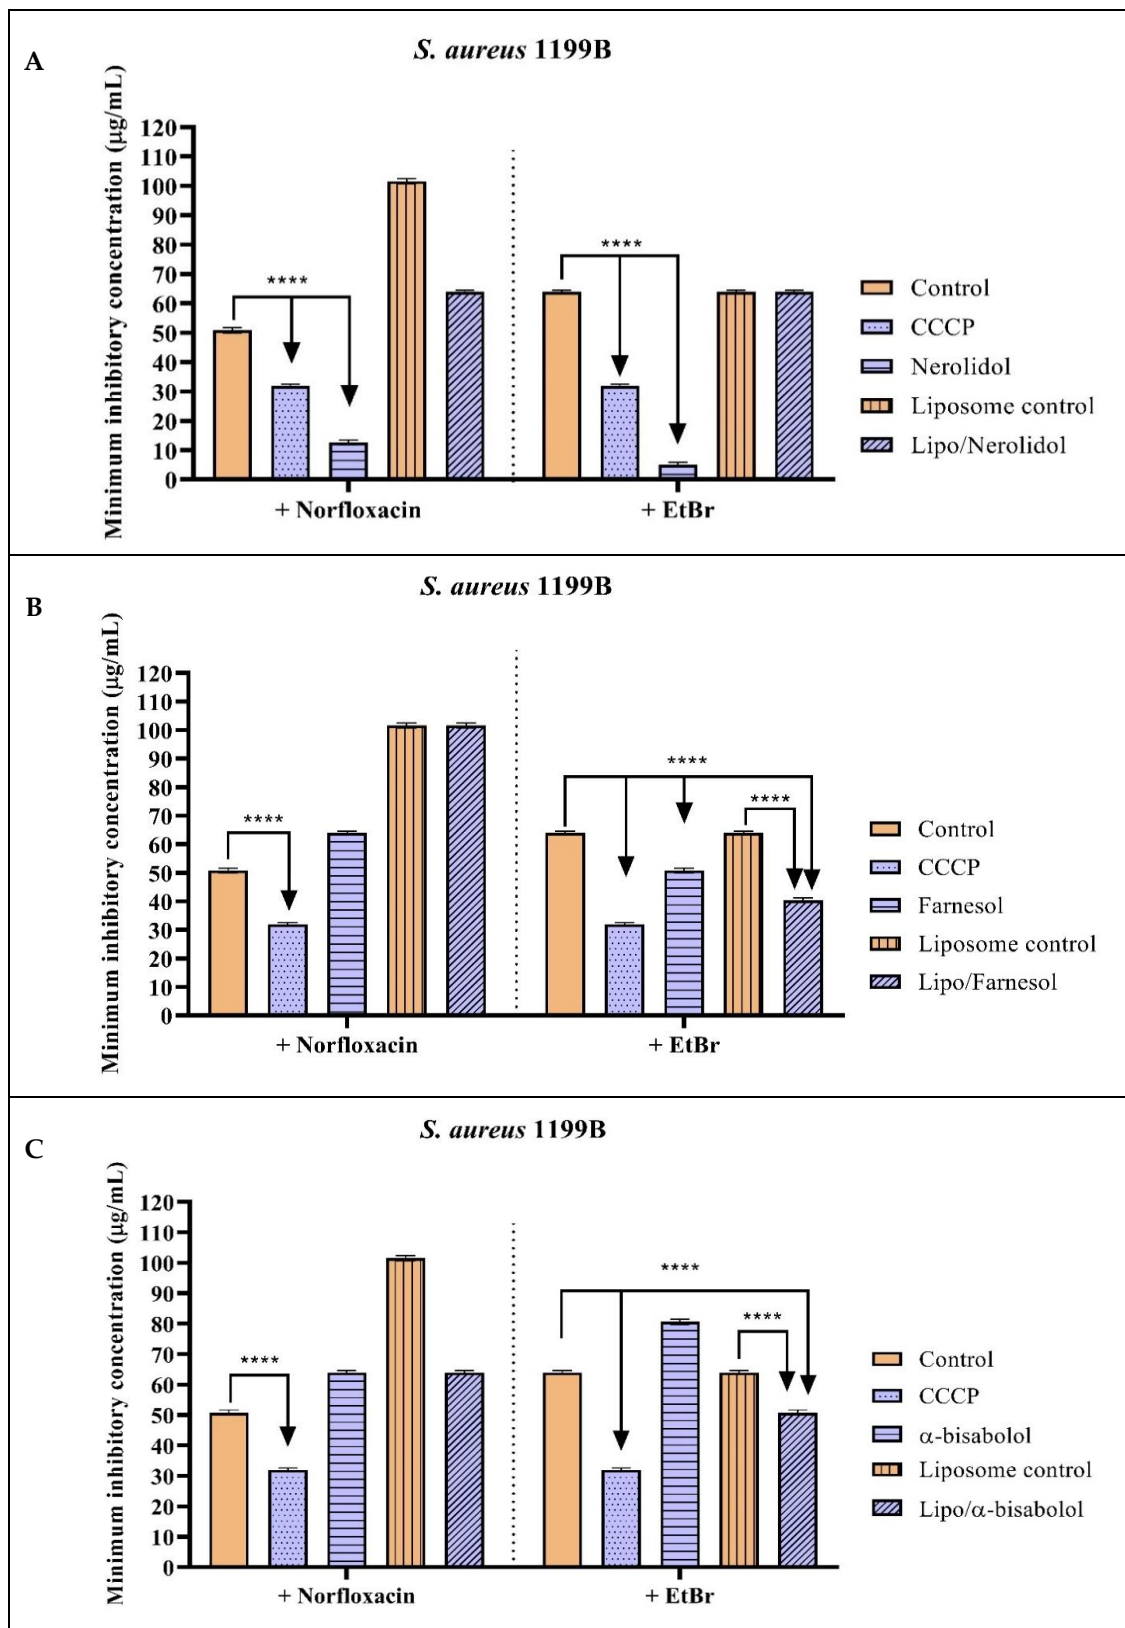 A
S. aureus 1199B
Minimum inhibitory concentration (µg/mL)
120
110
100
90
80
70
60
50
40
30
20
10
0
****
****
+ Norfloxacin
+ EtBr
Control
CCCP
Nerolidol
Liposome control
Lipo/Nerolidol
B
S. aureus 1199B
Minimum inhibitory concentration (µg/mL)
120
110
100
90
80
70
60
50
40
30
20
10
0
****
****
****
+ Norfloxacin
+ EtBr
Control
CCCP
Farnesol
Liposome control
Lipo/Farnesol
C
S. aureus 1199B
Minimum inhibitory concentration (µg/mL)
120
110
100
90
80
70
60
50
40
30
20
10
0
****
****
****
+ Norfloxacin
+ EtBr
Control
CCCP
α-bisabolol
Liposome control
Lipo/α-bisabolol